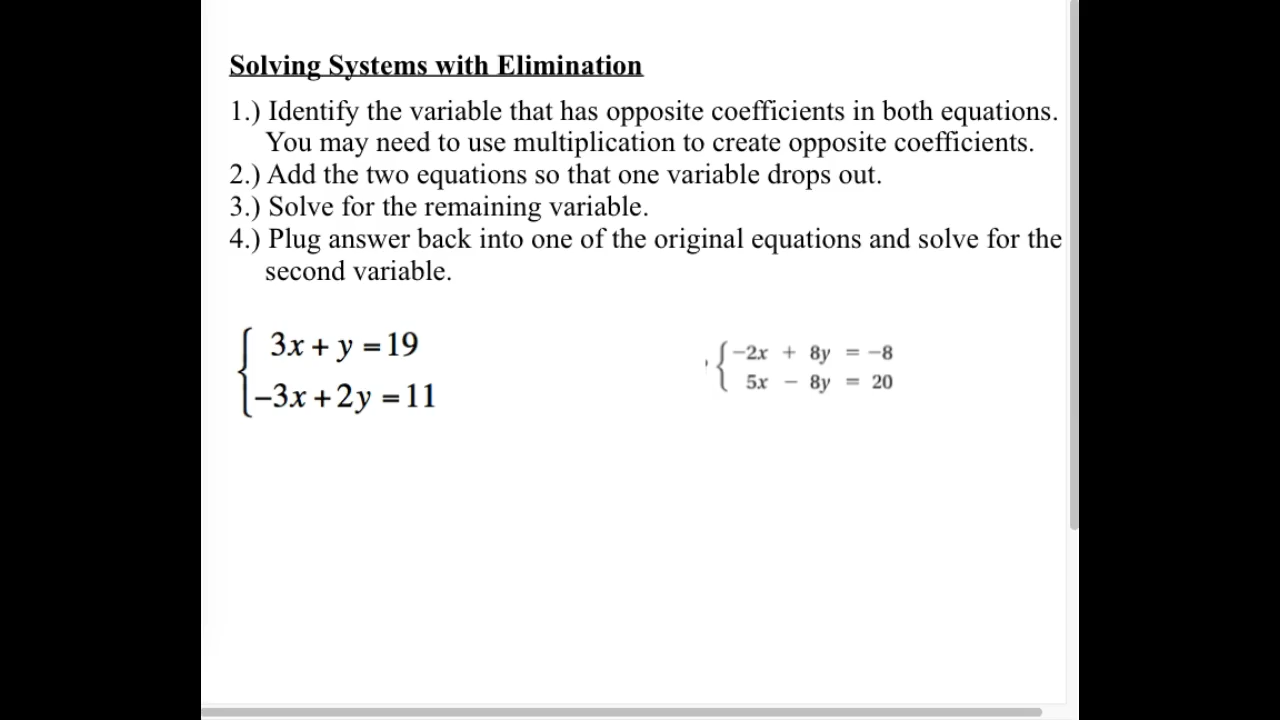 Solving Systems with Elimination
1.) Identify the variable that has opposite coefficients in both equations.
You may need to use multiplication to create opposite coefficients.
2.) Add the two equations so that one variable drops out.
3.) Solve for the remaining variable.
4.) Plug answer back into one of the original equations and solve for the
second variable.
3x + y = 19
−3x + 2y = 11
−2x + 8y = −8
5x − 8y = 20